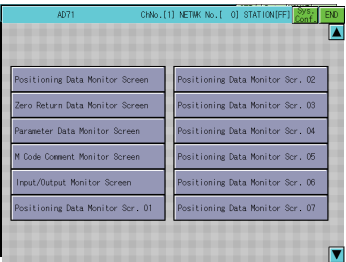 AD71 ChNo.[1] NETWK No.[ 0] STATION[FF] Sys. Conf. END
Positioning Data Monitor Screen
Positioning Data Monitor Scr. 02
Zero Return Data Monitor Screen
Positioning Data Monitor Scr. 03
Parameter Data Monitor Screen
Positioning Data Monitor Scr. 04
M Code Comment Monitor Screen
Positioning Data Monitor Scr. 05
Input/Output Monitor Screen
Positioning Data Monitor Scr. 06
Positioning Data Monitor Scr. 01
Positioning Data Monitor Scr. 07